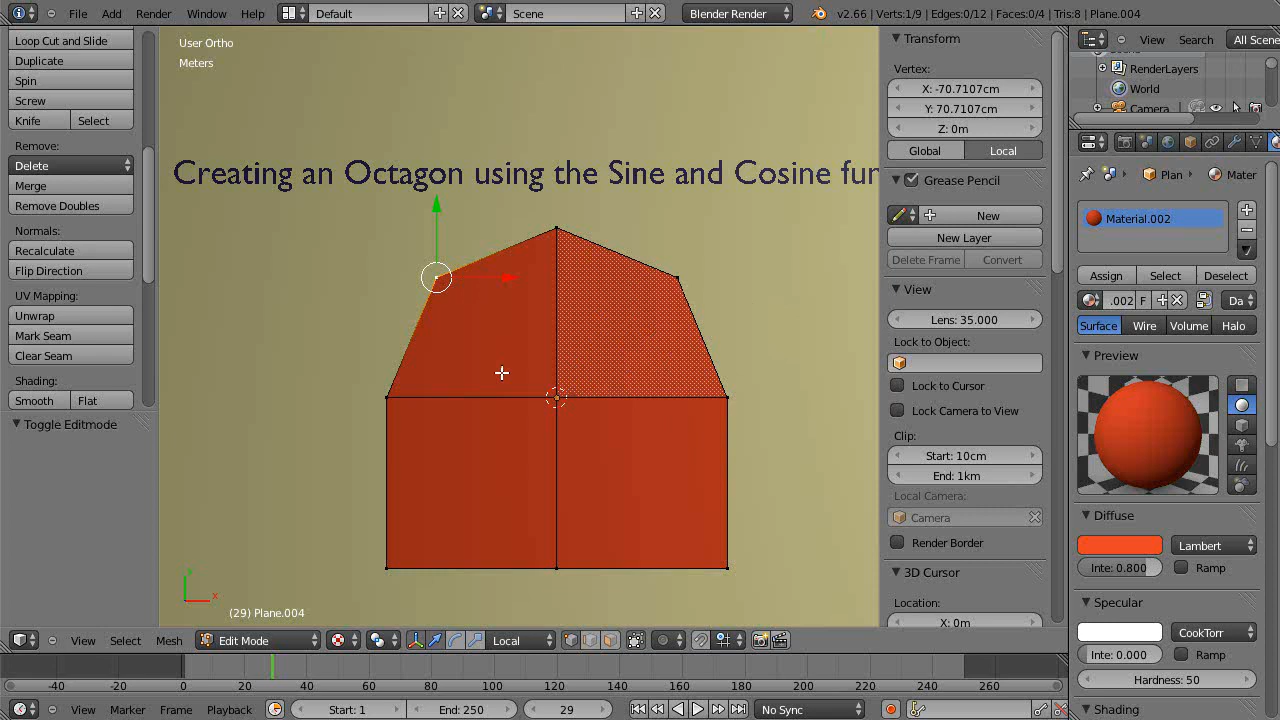 File Add Render Window Help Default Scene Blender Render v2.66 | Verts:1/9 | Edges:0/12 | Faces:0/4 | Tris:8 | Plane.004
Loop Cut and Slide
Duplicate
Spin
Screw
Knife Select
Remove:
Delete
Merge
Remove Doubles
Normals:
Recalculate
Flip Direction
UV Mapping:
Unwrap
Mark Seam
Clear Seam
Shading:
Smooth Flat
Toggle Editmode
User Ortho
Meters
Creating an Octagon using the Sine and Cosine fun
y
x
(29) Plane.004
Transform
Vertex:
X: -70.7107cm
Y: 70.7107cm
Z: 0m
Global Local
Grease Pencil
New
New Layer
Delete Frame Convert
View
Lens: 35.000
Lock to Object:
Lock to Cursor
Lock Camera to View
Clip:
Start: 10cm
End: 1km
Local Camera:
Camera
Render Border
3D Cursor
Location:
X: 0m
View Search All Scene
RenderLayers
World
Camera
Plan Mater
Material.002
Assign Select Deselect
.002 F Da
Surface Wire Volume Halo
Preview
Diffuse
Lambert
Inte: 0.800 Ramp
Specular
CookTorr
Inte: 0.000 Ramp
Hardness: 50
Shading
View Select Mesh Edit Mode Local
-40 -20 0 20 40 60 80 100 120 140 160 180 200 220 240 260
View Marker Frame Playback Start: 1 End: 250 29 No Sync